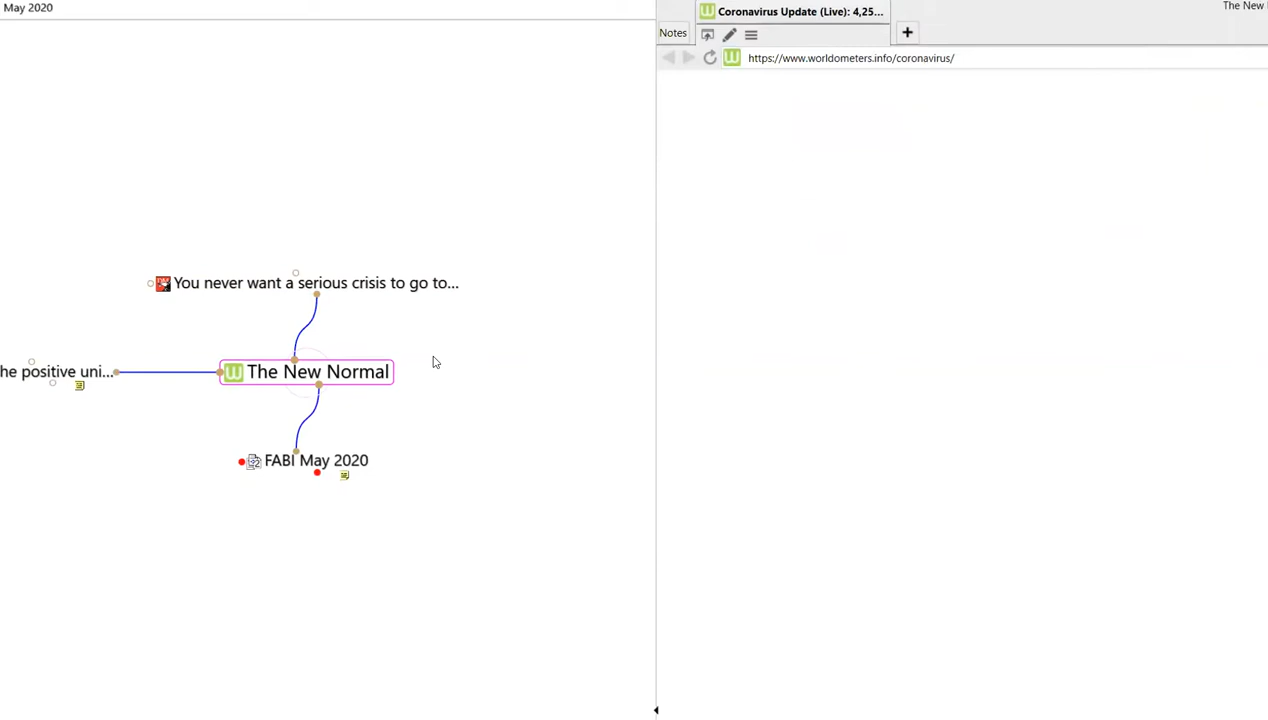 May 2020
Coronavirus Update (Live): 4,25...
The New
Notes
+
https://www.worldometers.info/coronavirus/
You never want a serious crisis to go to...
he positive uni...
The New Normal
FABI May 2020